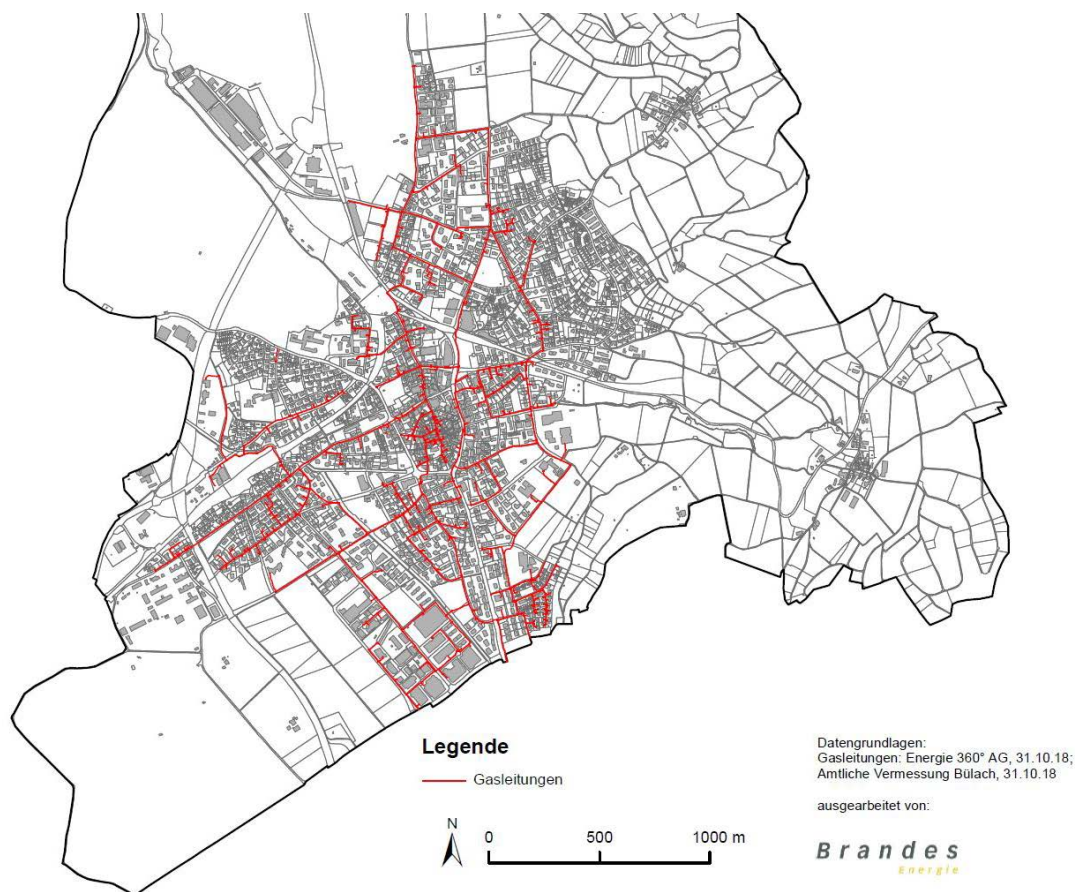 Legende
Gasleitungen
N
0 500 1000 m
Datengrundlagen:
Gasleitungen: Energie 360° AG, 31.10.18;
Amtliche Vermessung Bülach, 31.10.18
ausgearbeitet von:
Brandes
Energie